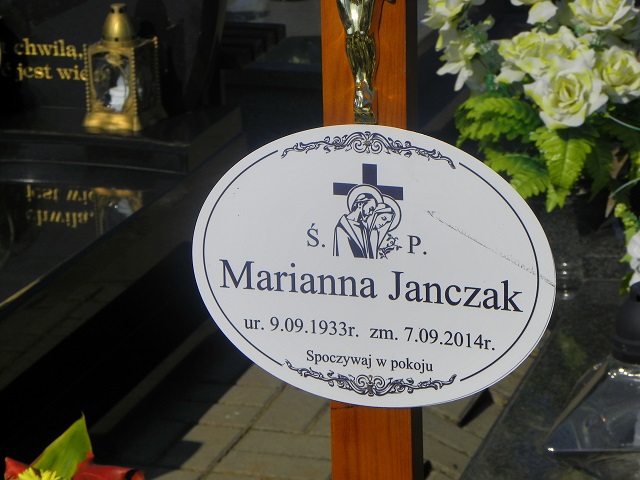 chwila,
jest wie
Ś. P.
Marianna Janczak
ur. 9.09.1933r. zm. 7.09.2014r.
Spoczywaj w pokoju